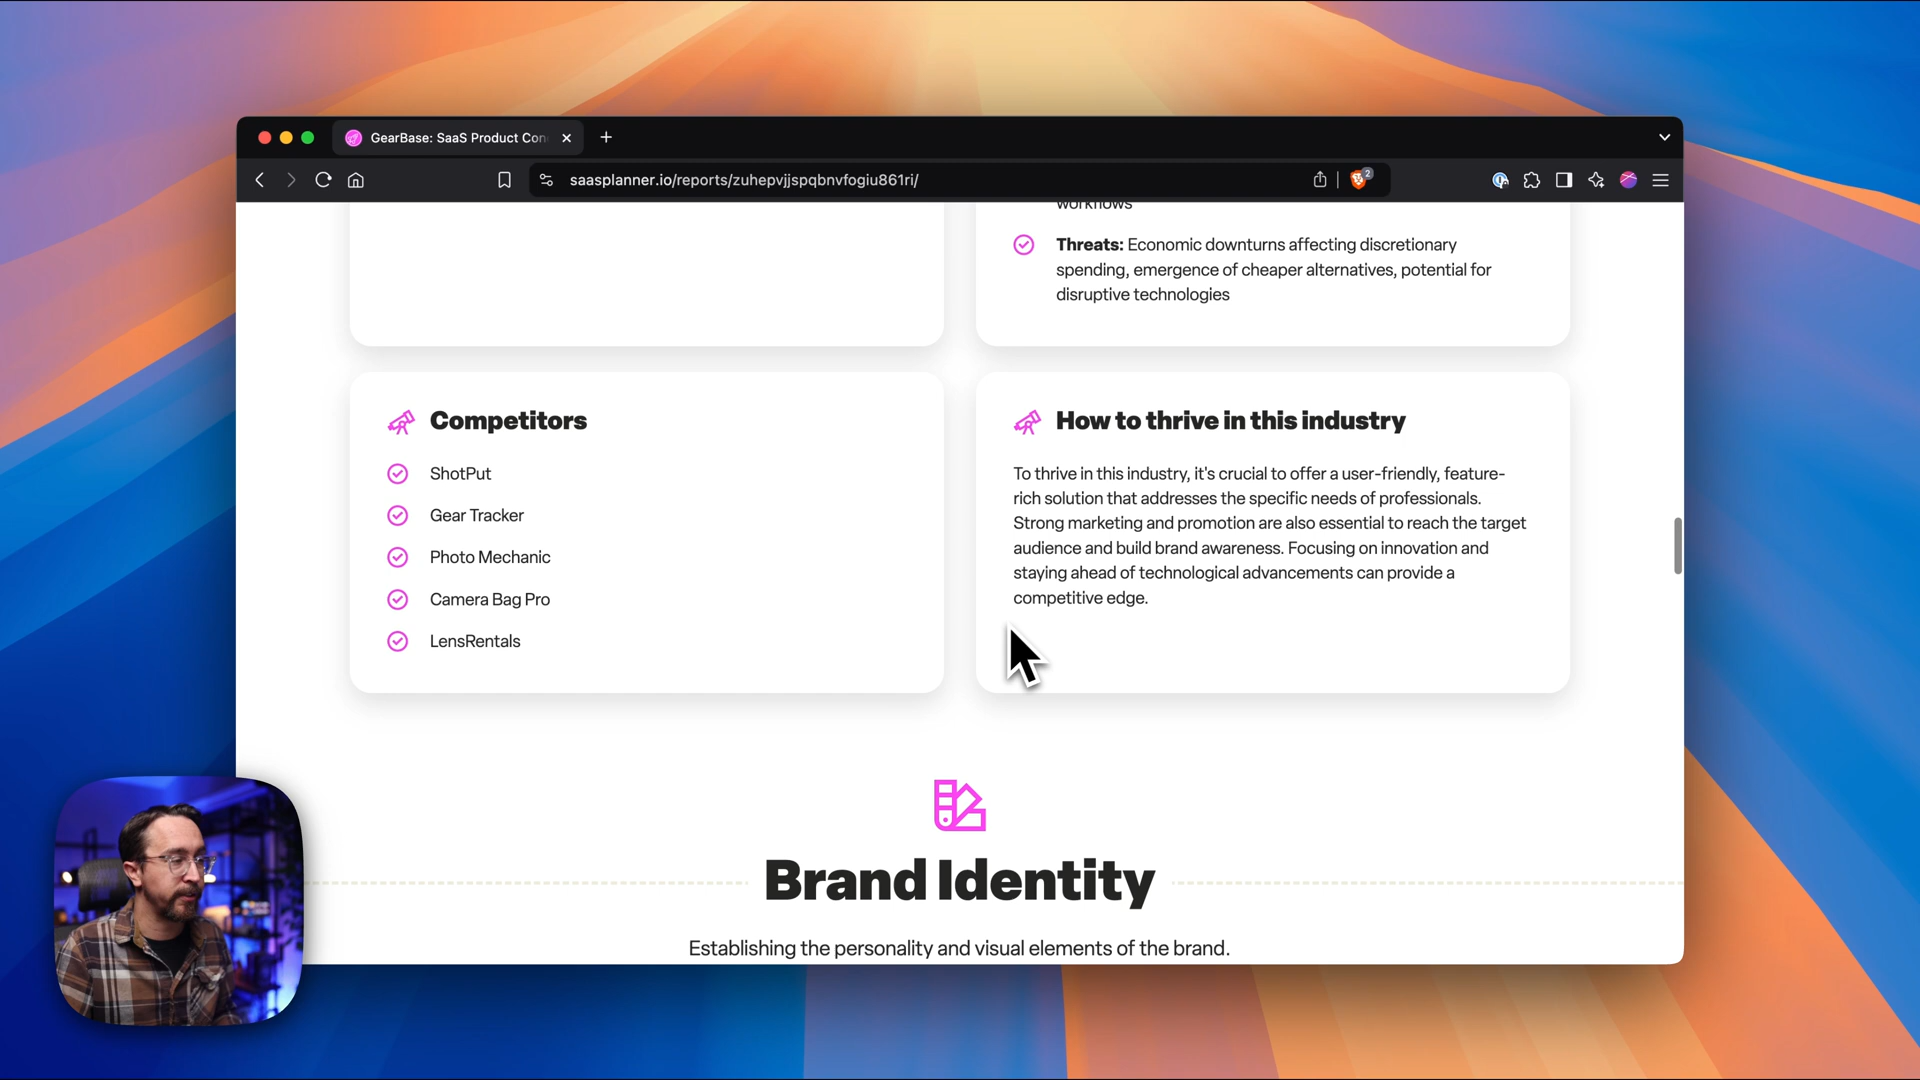 GearBase: SaaS Product Con
saasplanner.io/reports/zuhepvjjspqbnvfogiu861ri/
2
workflows
Threats: Economic downturns affecting discretionary
spending, emergence of cheaper alternatives, potential for
disruptive technologies
Competitors
ShotPut
Gear Tracker
Photo Mechanic
Camera Bag Pro
LensRentals
How to thrive in this industry
To thrive in this industry, it's crucial to offer a user-friendly, feature-
rich solution that addresses the specific needs of professionals.
Strong marketing and promotion are also essential to reach the target
audience and build brand awareness. Focusing on innovation and
staying ahead of technological advancements can provide a
competitive edge.
Brand Identity
Establishing the personality and visual elements of the brand.